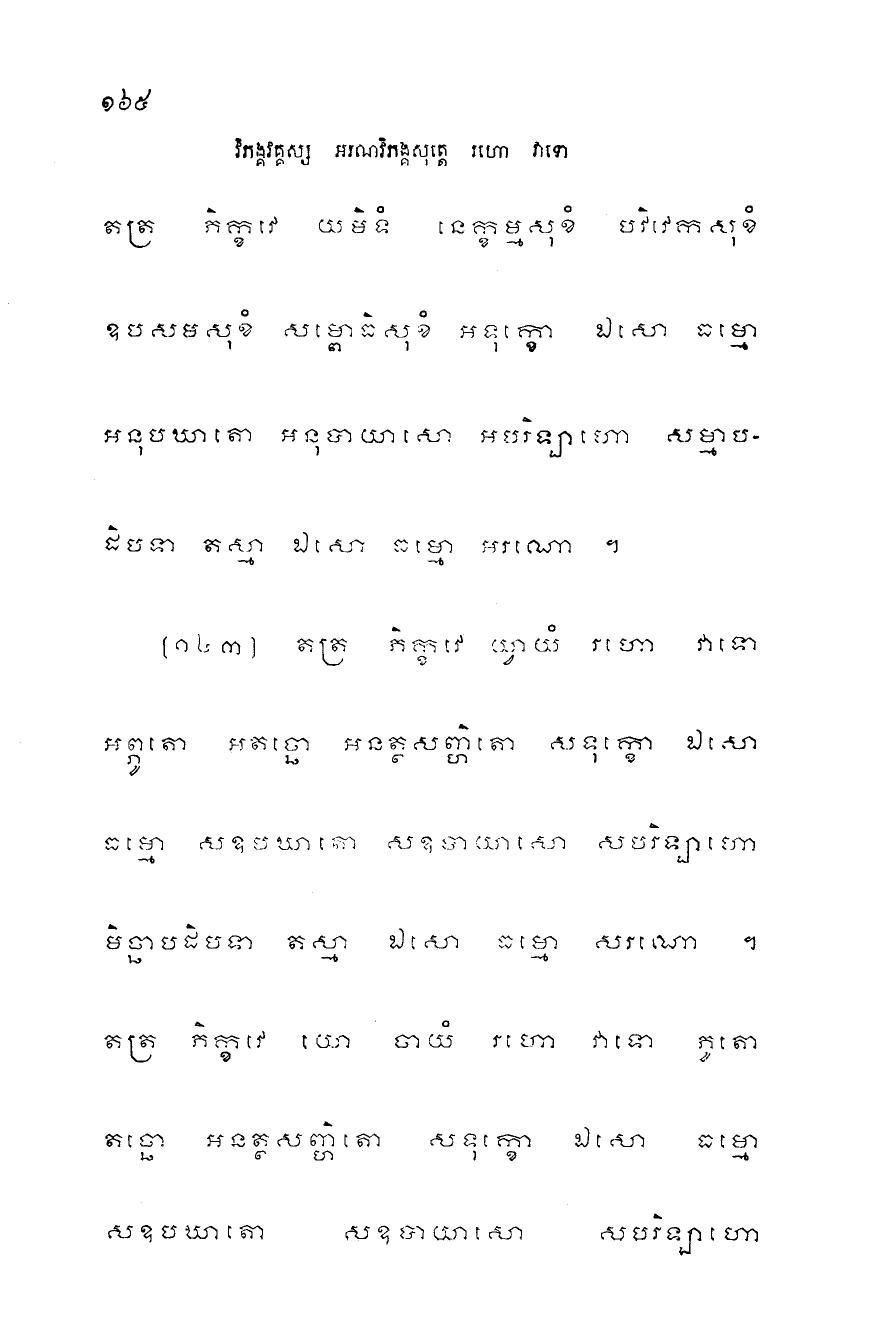 ១៦៥
វិភង្គវគ្គស្ស អរណវិភង្គសុត្តេ រហោ វាទោ
តត្រ ភិក្ខវេ យមិទំ នេក្ខម្មសុខំ បវិវេកសុខំ
ឧបសមសុខំ សម្ពោធិសុខំ អទុក្ខោ ឯសោ ធម្មោ
អនុបឃាតោ អនុបាយាសោ អបរិឡាហោ សម្មាប-
ដិបទា តស្មា ឯសោ ធម្មោ អរណោ ។
[១៤៣] តត្រ ភិក្ខវេ យ្វាយំ រហោ វាទោ
អព្ភូតោ អតច្ឆោ អនត្ថសញ្ហិតោ សទុក្ខោ ឯសោ
ធម្មោ សឧបឃាតោ សឧបាយាសោ សបរិឡាហោ
មិច្ឆាបដិបទា តស្មា ឯសោ ធម្មោ សរណោ ។
តត្រ ភិក្ខវេ យោ បាយំ រហោ វាទោ ភូតោ
តច្ឆោ អនត្ថសញ្ហិតោ សទុក្ខោ ឯសោ ធម្មោ
សឧបឃាតោ សឧបាយាសោ សបរិឡាហោ